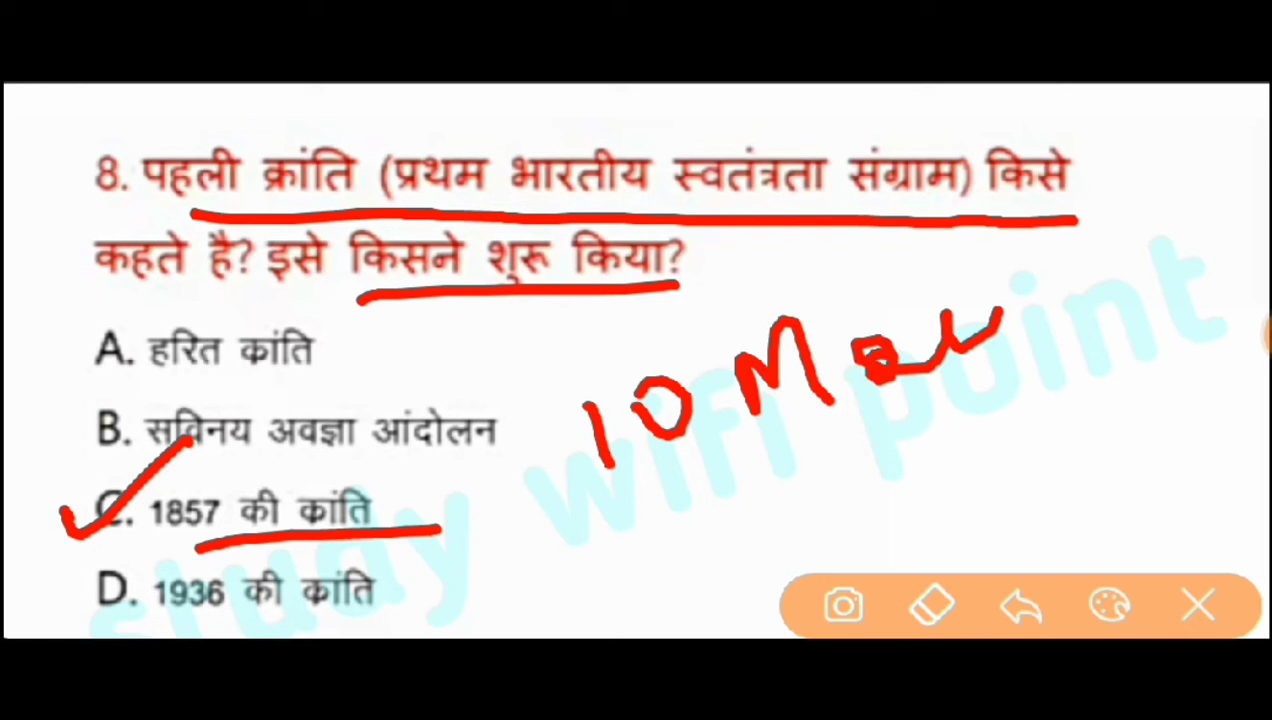 8. पहली क्रांति (प्रथम भारतीय स्वतंत्रता संग्राम) किसे
कहते है? इसे किसने शुरू किया?
A. हरित कांति
B. सविनय अवज्ञा आंदोलन
10 M
C. 1857 की कांति
D. 1936 की कांति
study wifi point